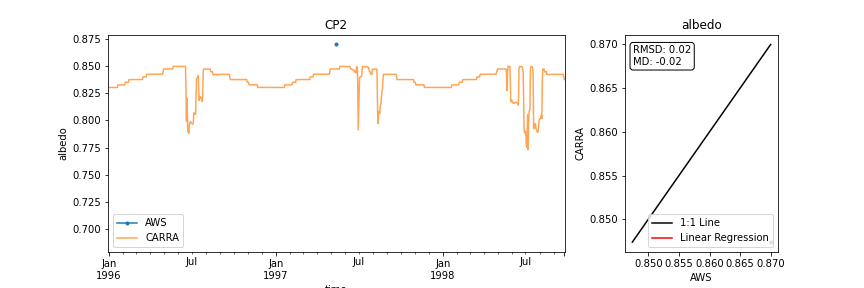 CP2
albedo
0.875
0.850
0.825
0.800
0.775
0.750
0.725
0.700
AWS
CARRA
Jan
1996
Jul
Jan
1997
Jul
Jan
1998
Jul
time
albedo
CARRA
0.870
0.865
0.860
0.855
0.850
RMSD: 0.02
MD: -0.02
1:1 Line
Linear Regression
0.850 0.855 0.860 0.865 0.870
AWS